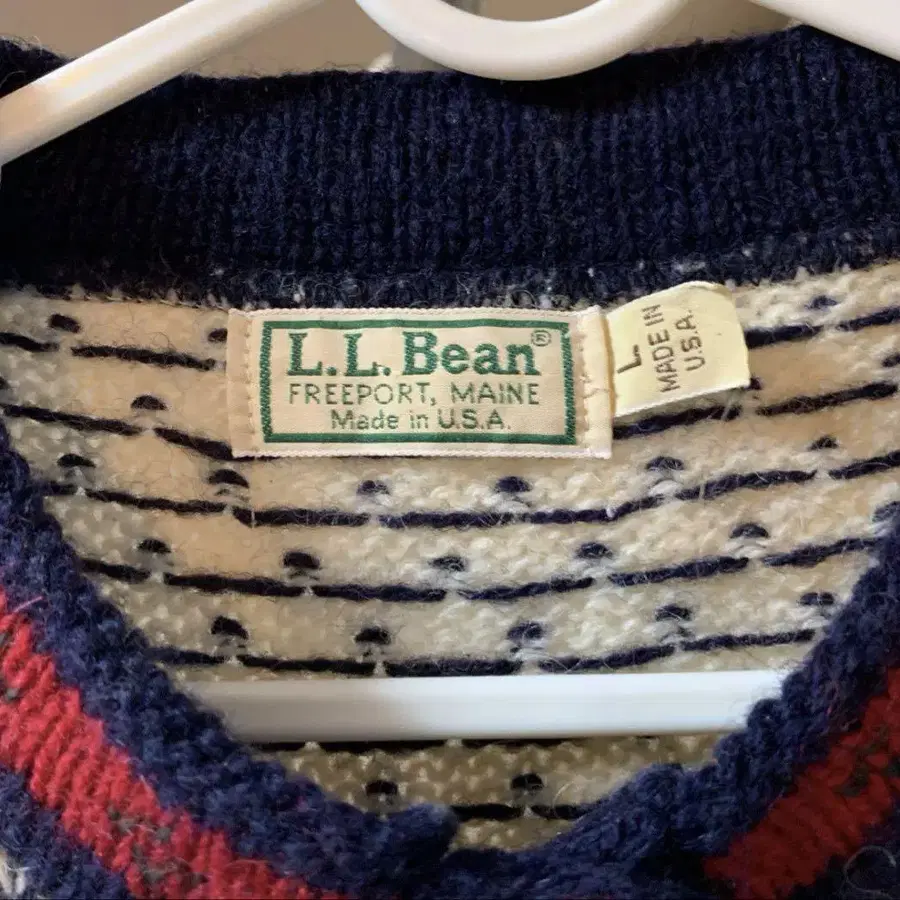 L.L.Bean®
FREEPORT, MAINE
Made in U.S.A.
L.
MADE IN
U.S.A.